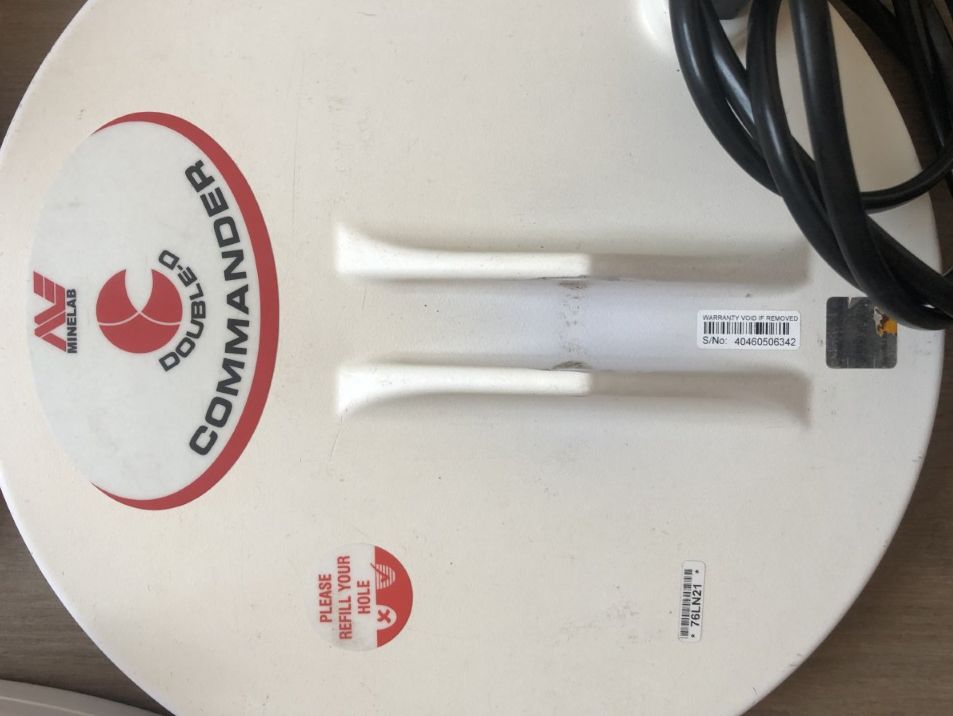 MINELAB
DOUBLE-D
COMMANDER
WARRANTY VOID IF REMOVED
S/No: 40460506342
PLEASE
REFILL YOUR
HOLE
* 76LN21 *